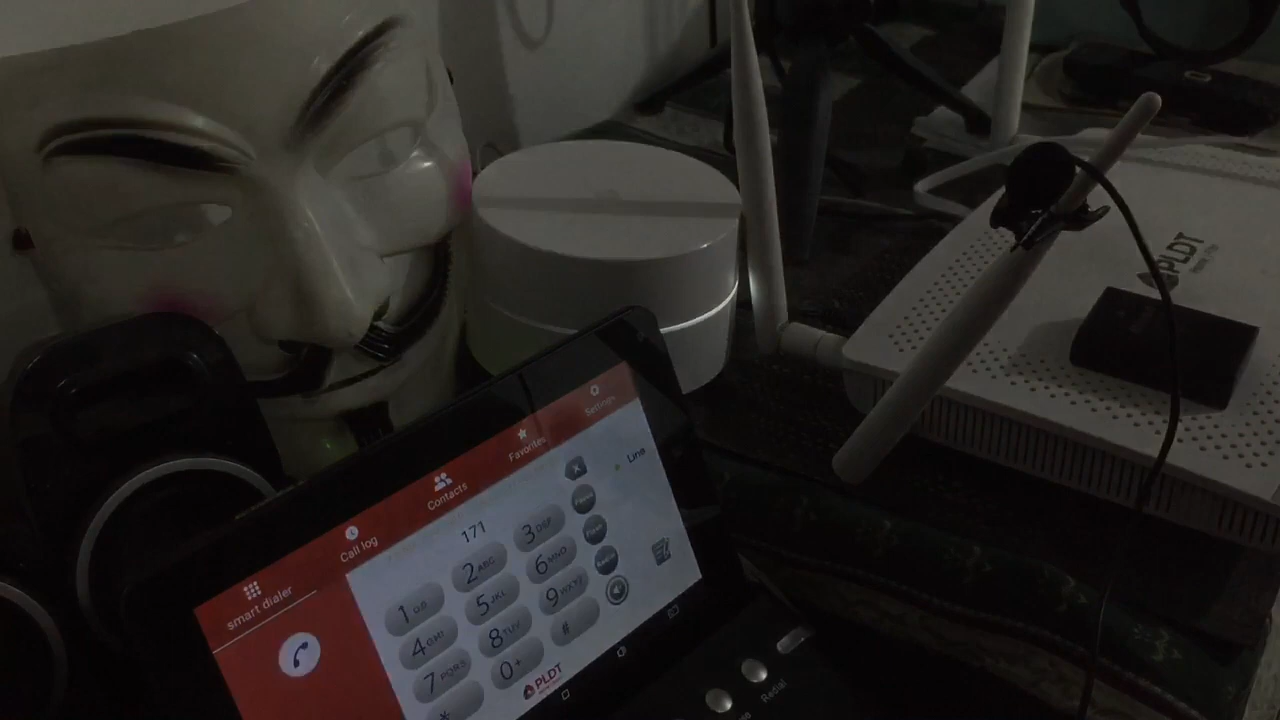 smart dialer
Call log
Contacts
Favorites
Settings
Line
171
1
2 ABC
3 DEF
4 GHI
5 JKL
6 MNO
7 PQRS
8 TUV
9 WXYZ
*
0 +
#
PLDT
Redial
PLDT